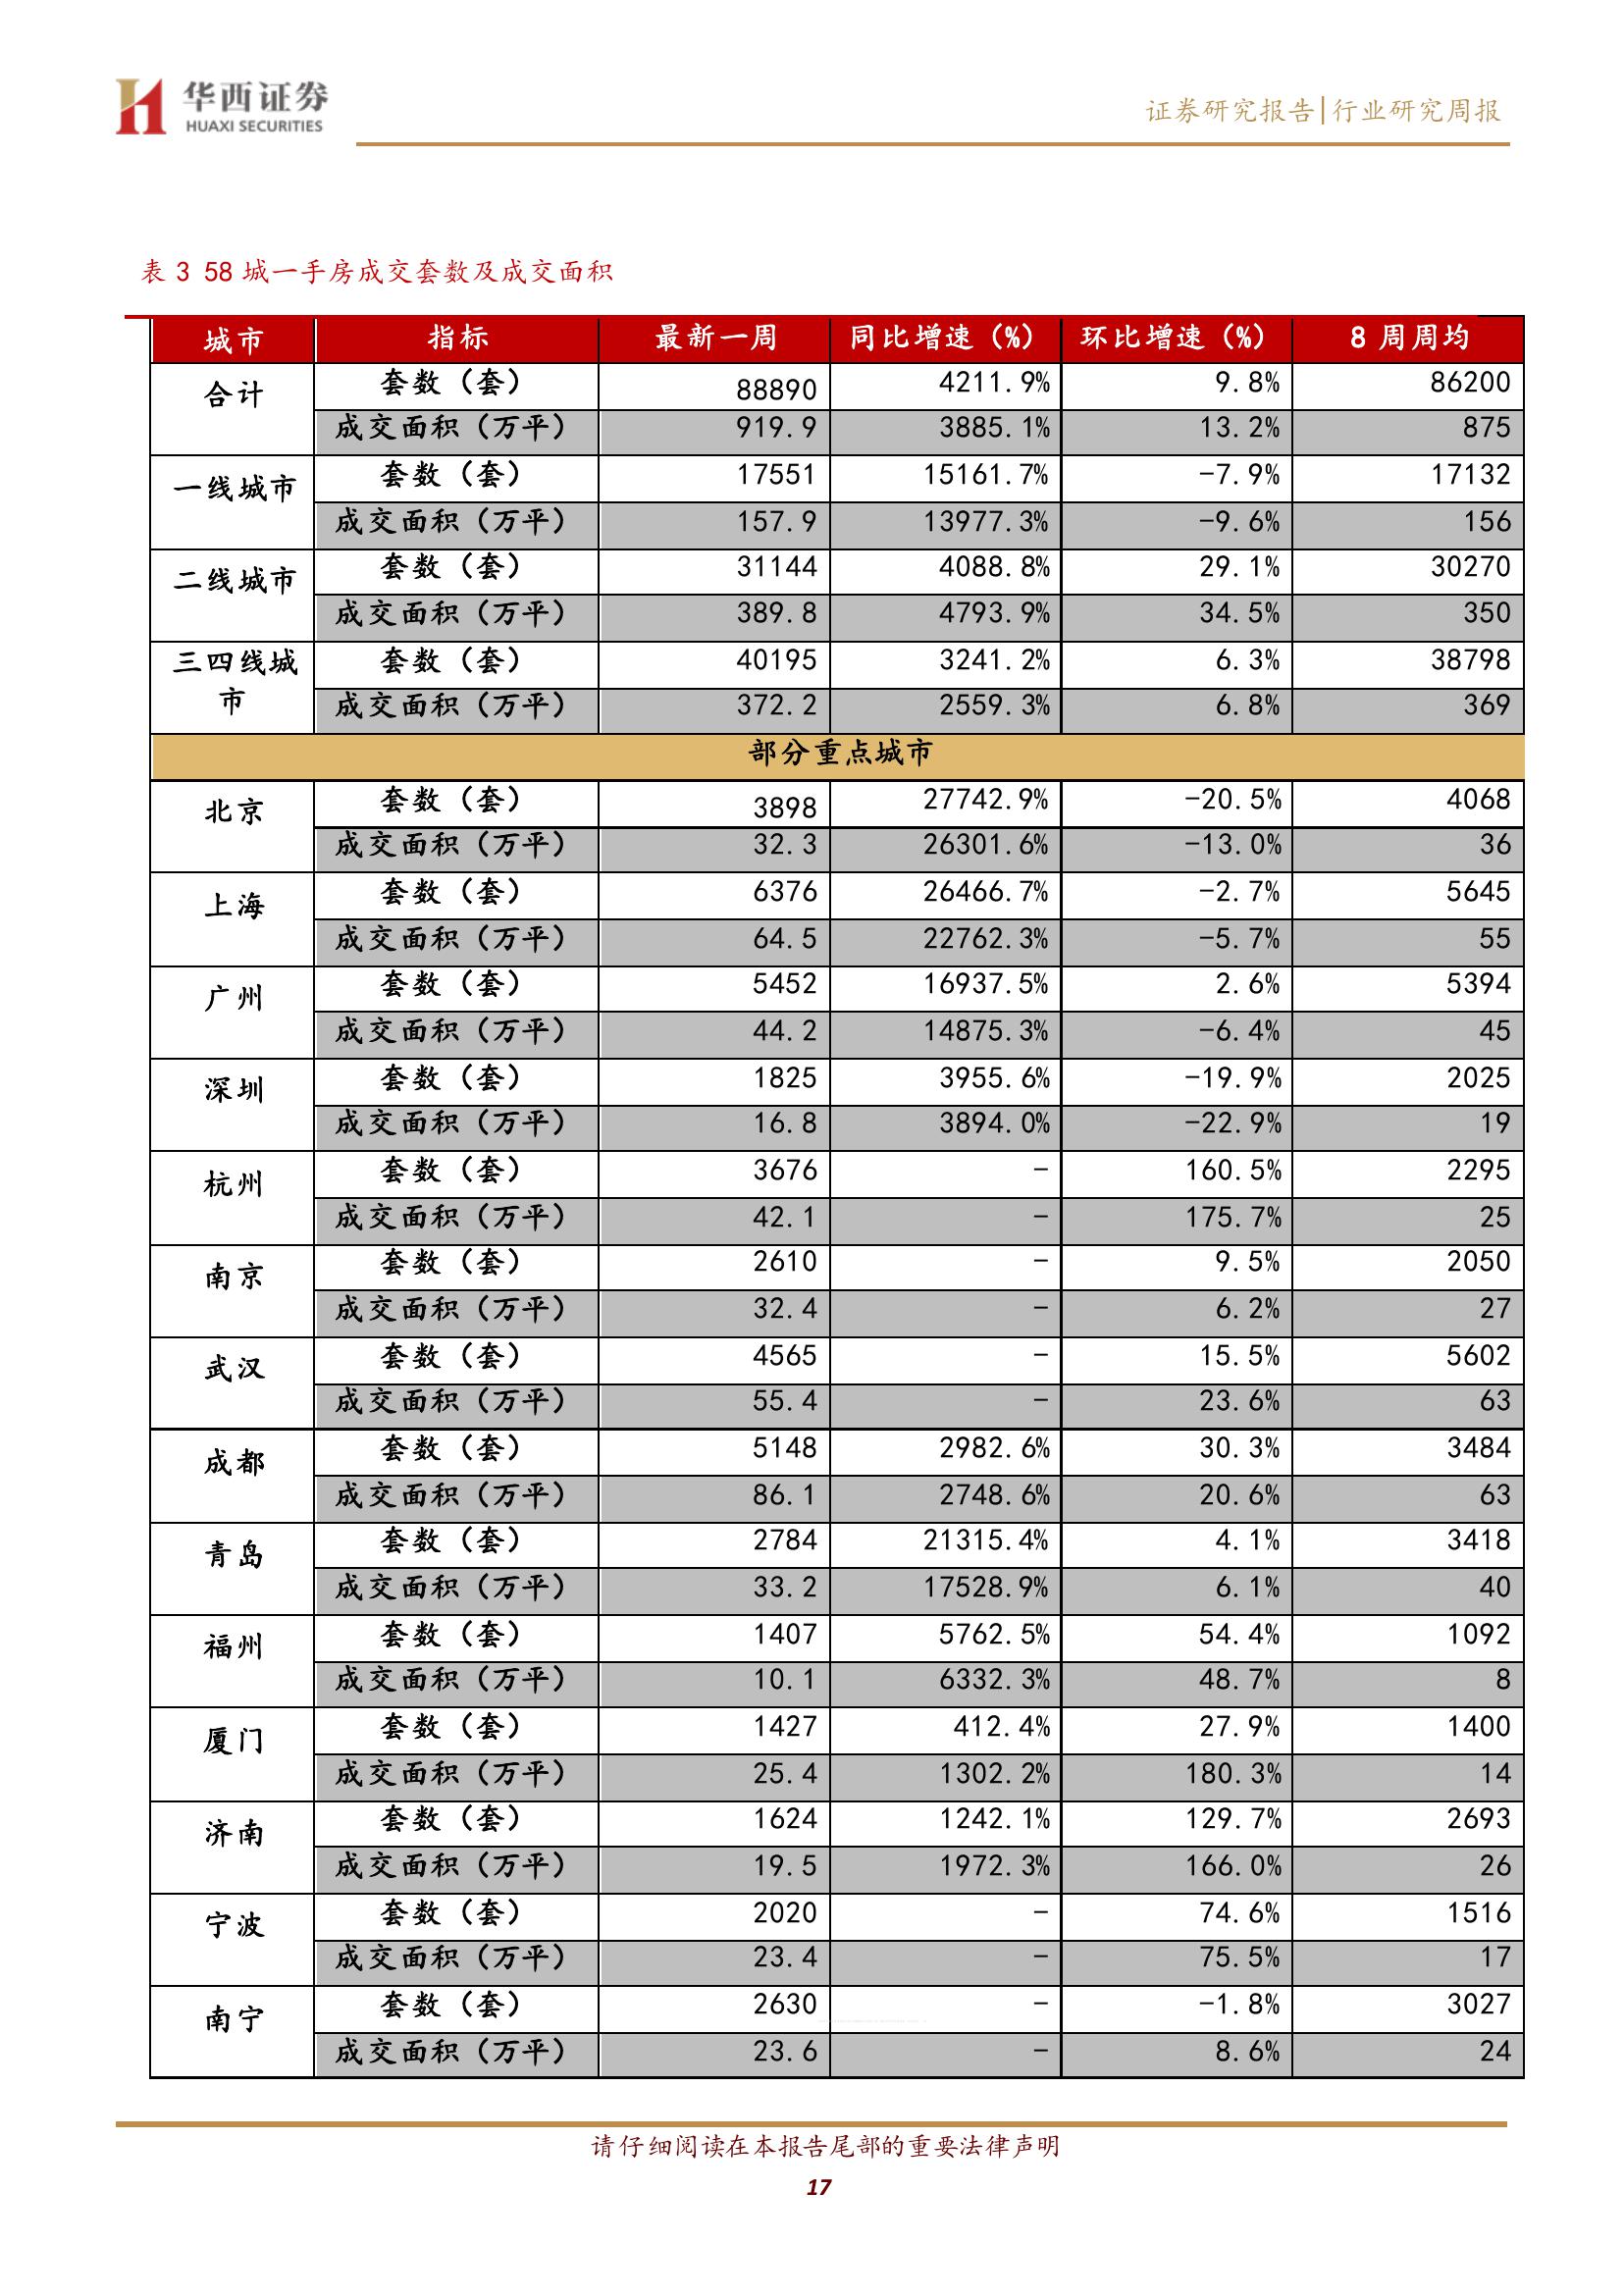 华西证券
HUAXI SECURITIES
证券研究报告|行业研究周报
表 3 58 城一手房成交套数及成交面积
城市 指标 最新一周 同比增速（%） 环比增速（%） 8 周周均
合计 套数（套） 88890 4211.9% 9.8% 86200
成交面积（万平） 919.9 3885.1% 13.2% 875
一线城市 套数（套） 17551 15161.7% -7.9% 17132
成交面积（万平） 157.9 13977.3% -9.6% 156
二线城市 套数（套） 31144 4088.8% 29.1% 30270
成交面积（万平） 389.8 4793.9% 34.5% 350
三四线城市 套数（套） 40195 3241.2% 6.3% 38798
成交面积（万平） 372.2 2559.3% 6.8% 369
部分重点城市
北京 套数（套） 3898 27742.9% -20.5% 4068
成交面积（万平） 32.3 26301.6% -13.0% 36
上海 套数（套） 6376 26466.7% -2.7% 5645
成交面积（万平） 64.5 22762.3% -5.7% 55
广州 套数（套） 5452 16937.5% 2.6% 5394
成交面积（万平） 44.2 14875.3% -6.4% 45
深圳 套数（套） 1825 3955.6% -19.9% 2025
成交面积（万平） 16.8 3894.0% -22.9% 19
杭州 套数（套） 3676 - 160.5% 2295
成交面积（万平） 42.1 - 175.7% 25
南京 套数（套） 2610 - 9.5% 2050
成交面积（万平） 32.4 - 6.2% 27
武汉 套数（套） 4565 - 15.5% 5602
成交面积（万平） 55.4 - 23.6% 63
成都 套数（套） 5148 2982.6% 30.3% 3484
成交面积（万平） 86.1 2748.6% 20.6% 63
青岛 套数（套） 2784 21315.4% 4.1% 3418
成交面积（万平） 33.2 17528.9% 6.1% 40
福州 套数（套） 1407 5762.5% 54.4% 1092
成交面积（万平） 10.1 6332.3% 48.7% 8
厦门 套数（套） 1427 412.4% 27.9% 1400
成交面积（万平） 25.4 1302.2% 180.3% 14
济南 套数（套） 1624 1242.1% 129.7% 2693
成交面积（万平） 19.5 1972.3% 166.0% 26
宁波 套数（套） 2020 - 74.6% 1516
成交面积（万平） 23.4 - 75.5% 17
南宁 套数（套） 2630 - -1.8% 3027
成交面积（万平） 23.6 - 8.6% 24
请仔细阅读在本报告尾部的重要法律声明
17